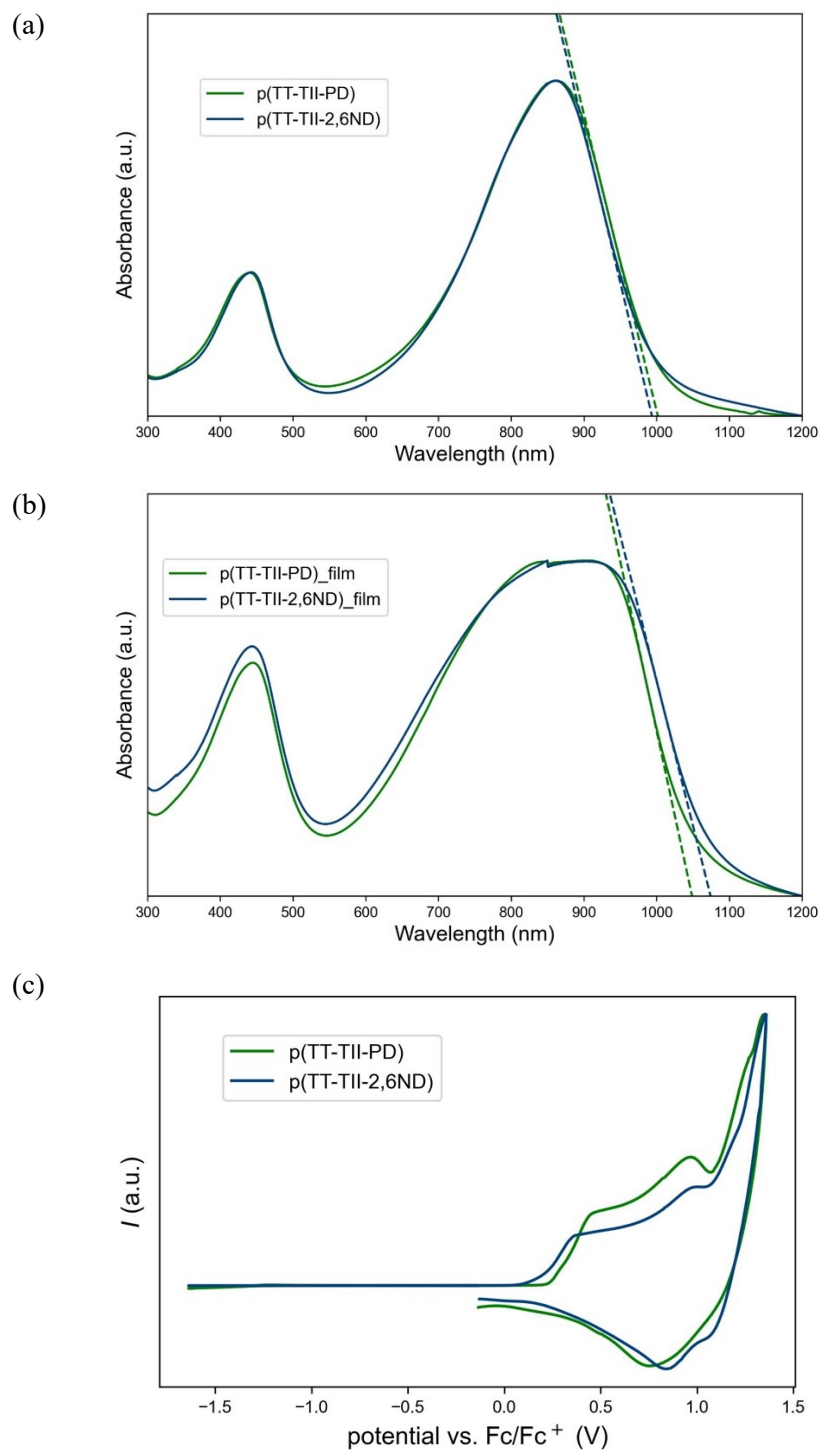 (a)
p(TT-TII-PD)
p(TT-TII-2,6ND)
Absorbance (a.u.)
300 400 500 600 700 800 900 1000 1100 1200
Wavelength (nm)
(b)
p(TT-TII-PD)_film
p(TT-TII-2,6ND)_film
Absorbance (a.u.)
300 400 500 600 700 800 900 1000 1100 1200
Wavelength (nm)
(c)
p(TT-TII-PD)
p(TT-TII-2,6ND)
I (a.u.)
−1.5 −1.0 −0.5 0.0 0.5 1.0 1.5
potential vs. Fc/Fc⁺ (V)